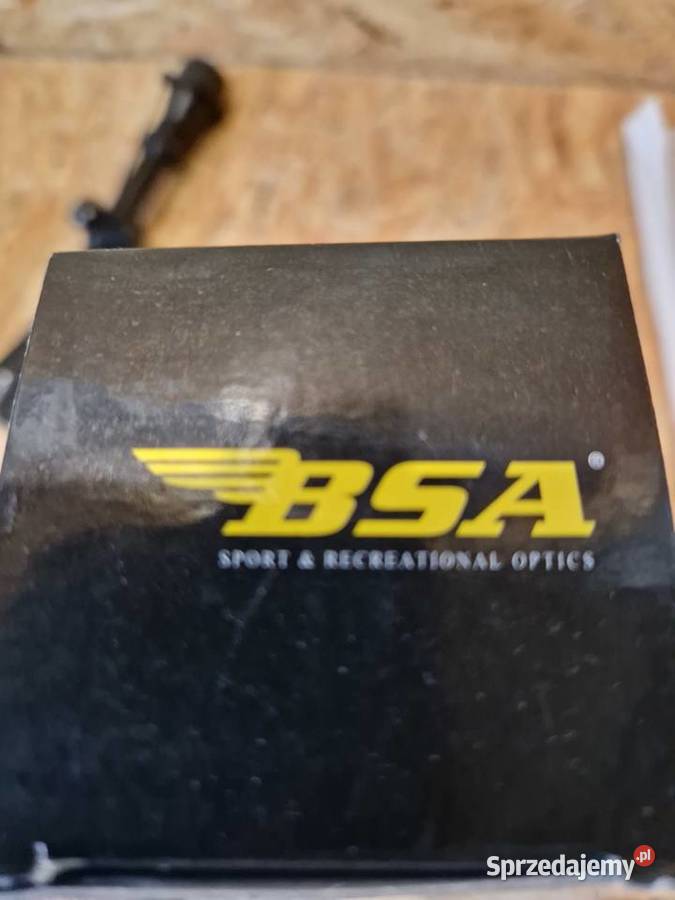 BSA®
SPORT & RECREATIONAL OPTICS
Sprzedajemy.pl